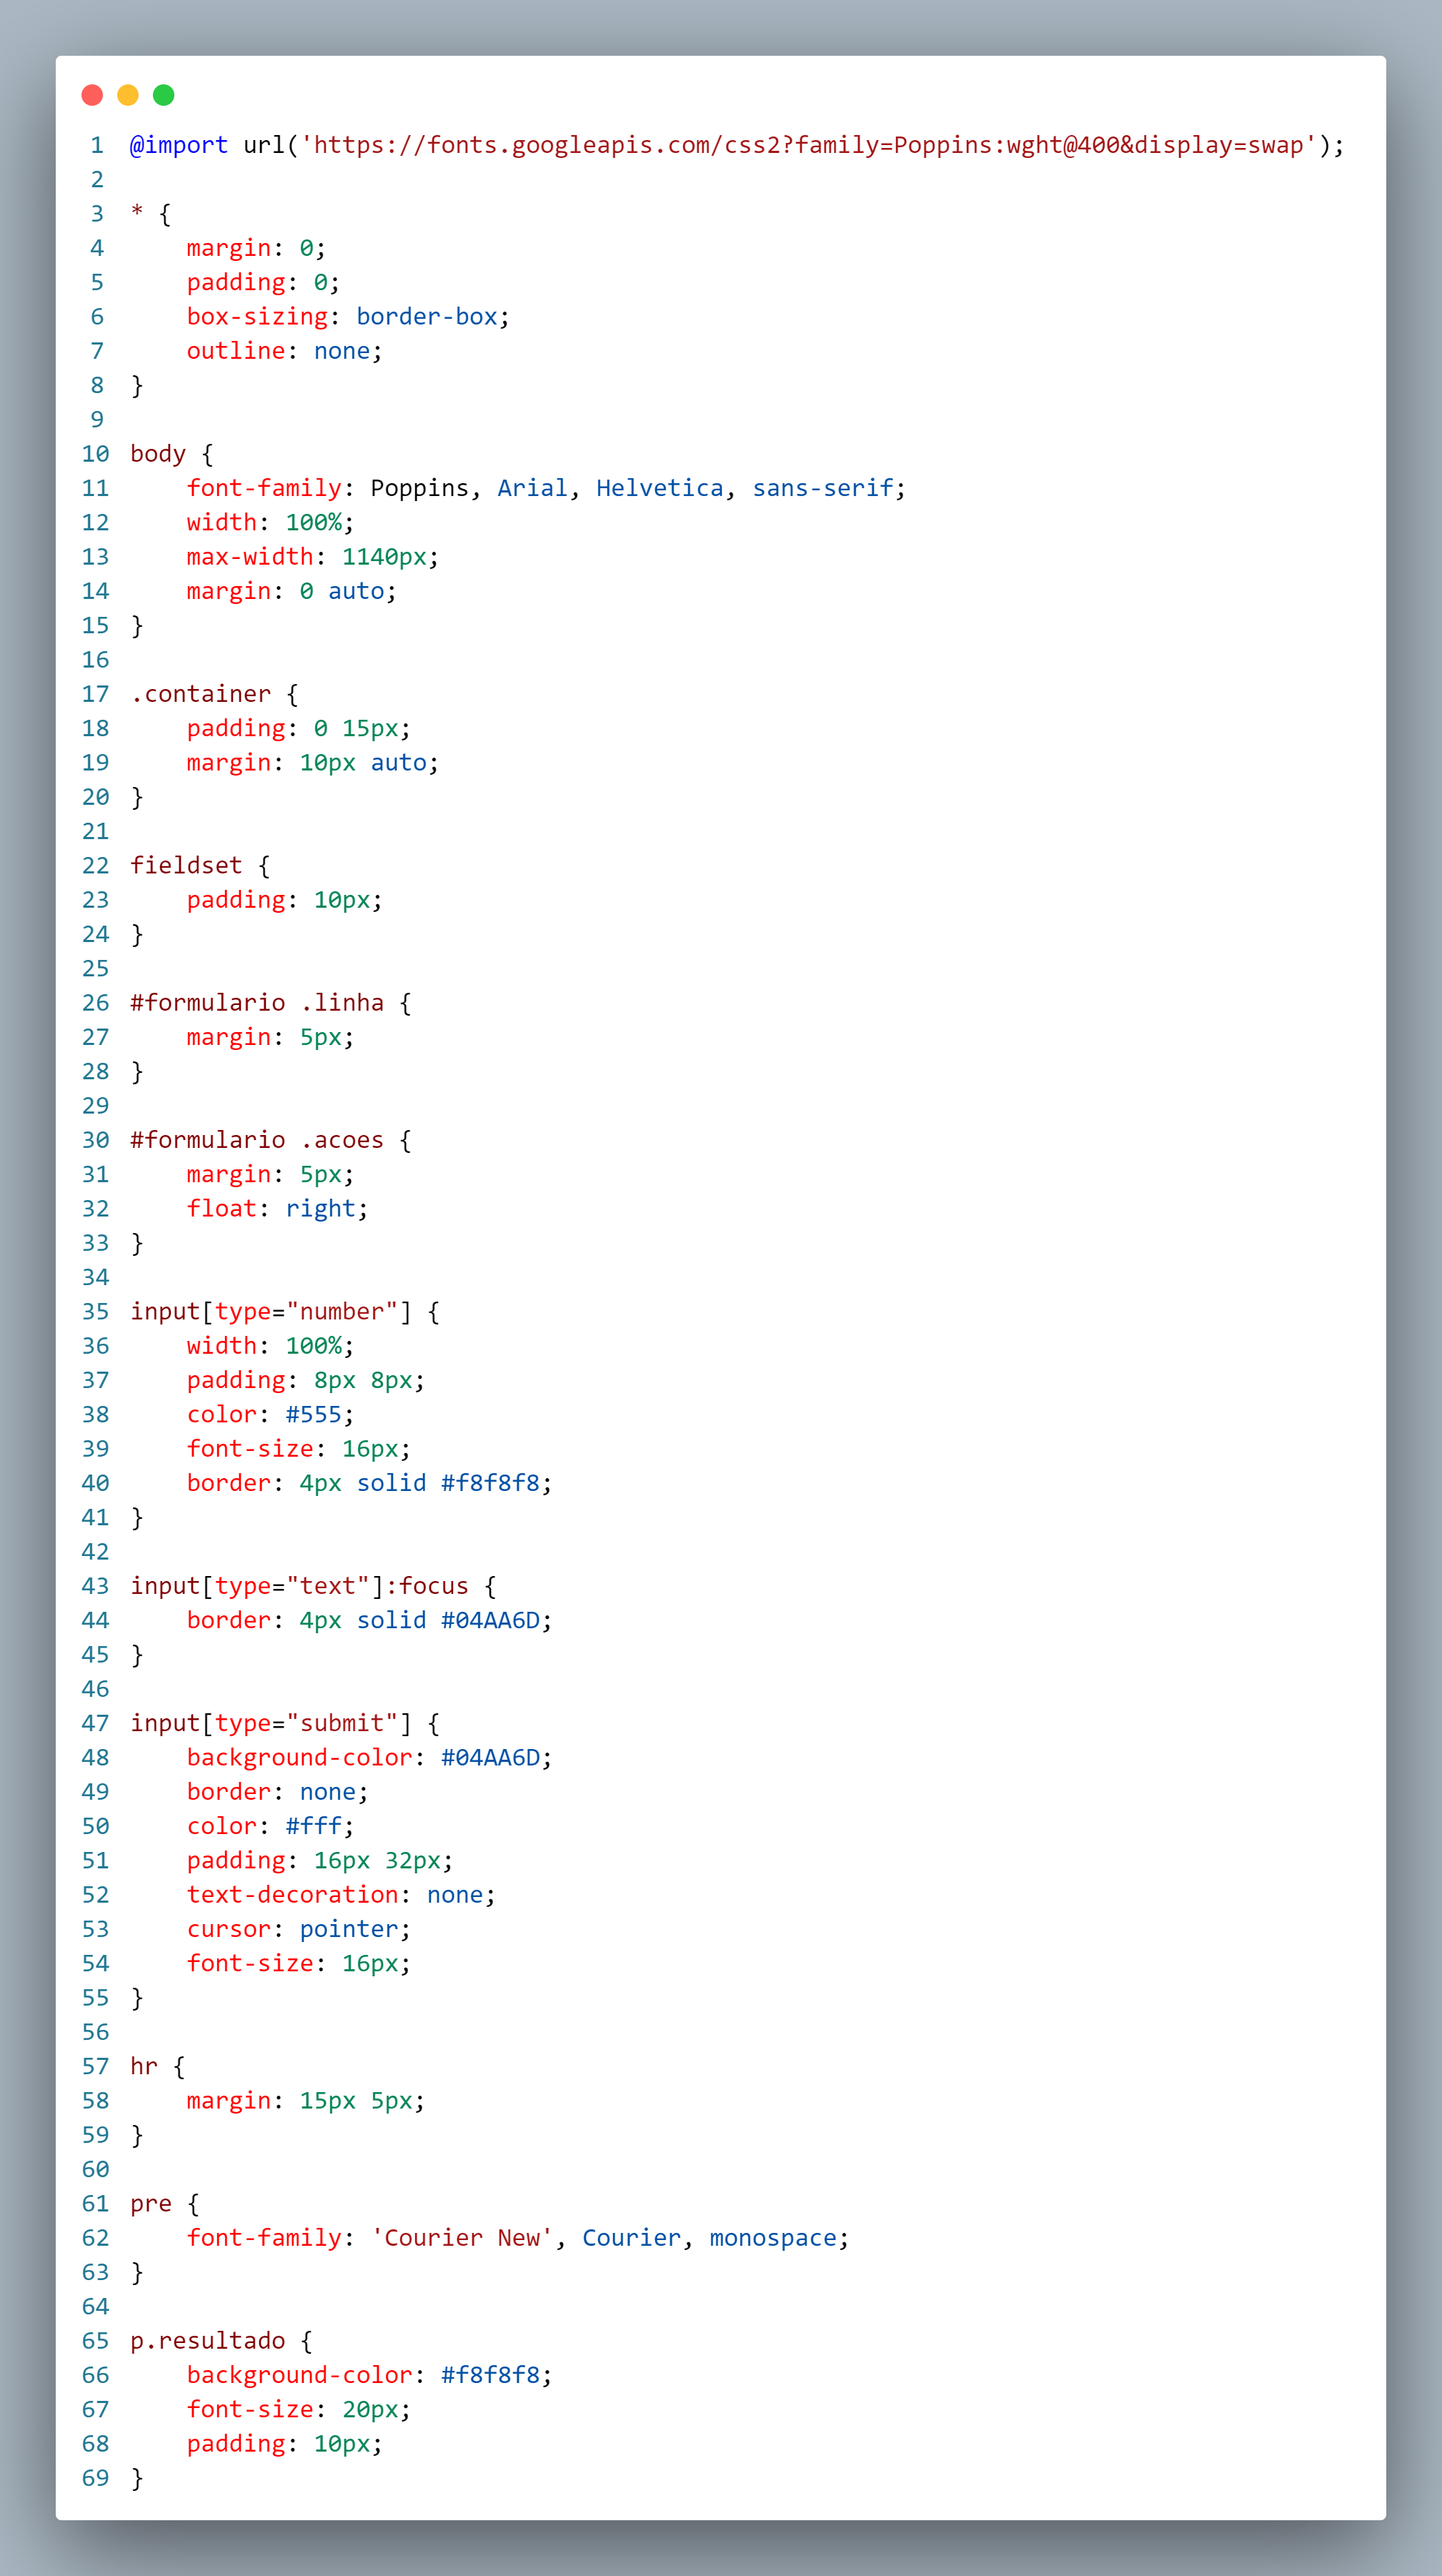 1 @import url('https://fonts.googleapis.com/css2?family=Poppins:wght@400&display=swap');
2
3 * {
4     margin: 0;
5     padding: 0;
6     box-sizing: border-box;
7     outline: none;
8 }
9
10 body {
11     font-family: Poppins, Arial, Helvetica, sans-serif;
12     width: 100%;
13     max-width: 1140px;
14     margin: 0 auto;
15 }
16
17 .container {
18     padding: 0 15px;
19     margin: 10px auto;
20 }
21
22 fieldset {
23     padding: 10px;
24 }
25
26 #formulario .linha {
27     margin: 5px;
28 }
29
30 #formulario .acoes {
31     margin: 5px;
32     float: right;
33 }
34
35 input[type="number"] {
36     width: 100%;
37     padding: 8px 8px;
38     color: #555;
39     font-size: 16px;
40     border: 4px solid #f8f8f8;
41 }
42
43 input[type="text"]:focus {
44     border: 4px solid #04AA6D;
45 }
46
47 input[type="submit"] {
48     background-color: #04AA6D;
49     border: none;
50     color: #fff;
51     padding: 16px 32px;
52     text-decoration: none;
53     cursor: pointer;
54     font-size: 16px;
55 }
56
57 hr {
58     margin: 15px 5px;
59 }
60
61 pre {
62     font-family: 'Courier New', Courier, monospace;
63 }
64
65 p.resultado {
66     background-color: #f8f8f8;
67     font-size: 20px;
68     padding: 10px;
69 }